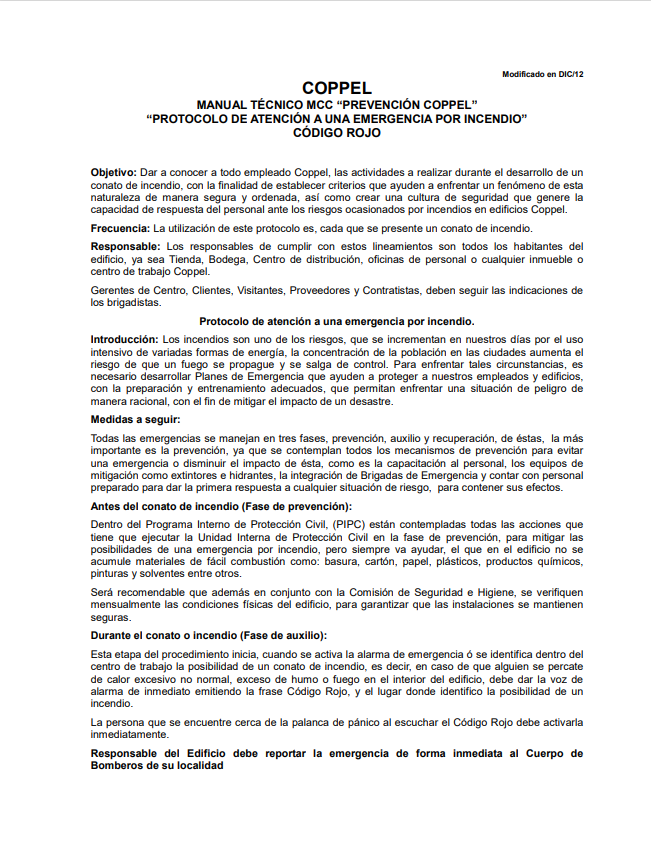 Modificado en DIC/12
COPPEL
MANUAL TÉCNICO MCC “PREVENCIÓN COPPEL”
“PROTOCOLO DE ATENCIÓN A UNA EMERGENCIA POR INCENDIO”
CÓDIGO ROJO
Objetivo: Dar a conocer a todo empleado Coppel, las actividades a realizar durante el desarrollo de un
conato de incendio, con la finalidad de establecer criterios que ayuden a enfrentar un fenómeno de esta
naturaleza de manera segura y ordenada, así como crear una cultura de seguridad que genere la
capacidad de respuesta del personal ante los riesgos ocasionados por incendios en edificios Coppel.
Frecuencia: La utilización de este protocolo es, cada que se presente un conato de incendio.
Responsable: Los responsables de cumplir con estos lineamientos son todos los habitantes del
edificio, ya sea Tienda, Bodega, Centro de distribución, oficinas de personal o cualquier inmueble o
centro de trabajo Coppel.
Gerentes de Centro, Clientes, Visitantes, Proveedores y Contratistas, deben seguir las indicaciones de
los brigadistas.
Protocolo de atención a una emergencia por incendio.
Introducción: Los incendios son uno de los riesgos, que se incrementan en nuestros días por el uso
intensivo de variadas formas de energía, la concentración de la población en las ciudades aumenta el
riesgo de que un fuego se propague y se salga de control. Para enfrentar tales circunstancias, es
necesario desarrollar Planes de Emergencia que ayuden a proteger a nuestros empleados y edificios,
con la preparación y entrenamiento adecuados, que permitan enfrentar una situación de peligro de
manera racional, con el fin de mitigar el impacto de un desastre.
Medidas a seguir:
Todas las emergencias se manejan en tres fases, prevención, auxilio y recuperación, de éstas, la más
importante es la prevención, ya que se contemplan todos los mecanismos de prevención para evitar
una emergencia o disminuir el impacto de ésta, como es la capacitación al personal, los equipos de
mitigación como extintores e hidrantes, la integración de Brigadas de Emergencia y contar con personal
preparado para dar la primera respuesta a cualquier situación de riesgo, para contener sus efectos.
Antes del conato de incendio (Fase de prevención):
Dentro del Programa Interno de Protección Civil, (PIPC) están contempladas todas las acciones que
tiene que ejecutar la Unidad Interna de Protección Civil en la fase de prevención, para mitigar las
posibilidades de una emergencia por incendio, pero siempre va ayudar, el que en el edificio no se
acumule materiales de fácil combustión como: basura, cartón, papel, plásticos, productos químicos,
pinturas y solventes entre otros.
Será recomendable que además en conjunto con la Comisión de Seguridad e Higiene, se verifiquen
mensualmente las condiciones físicas del edificio, para garantizar que las instalaciones se mantienen
seguras.
Durante el conato o incendio (Fase de auxilio):
Esta etapa del procedimiento inicia, cuando se activa la alarma de emergencia ó se identifica dentro del
centro de trabajo la posibilidad de un conato de incendio, es decir, en caso de que alguien se percate
de calor excesivo no normal, exceso de humo o fuego en el interior del edificio, debe dar la voz de
alarma de inmediato emitiendo la frase Código Rojo, y el lugar donde identifico la posibilidad de un
incendio.
La persona que se encuentre cerca de la palanca de pánico al escuchar el Código Rojo debe activarla
inmediatamente.
Responsable del Edificio debe reportar la emergencia de forma inmediata al Cuerpo de
Bomberos de su localidad